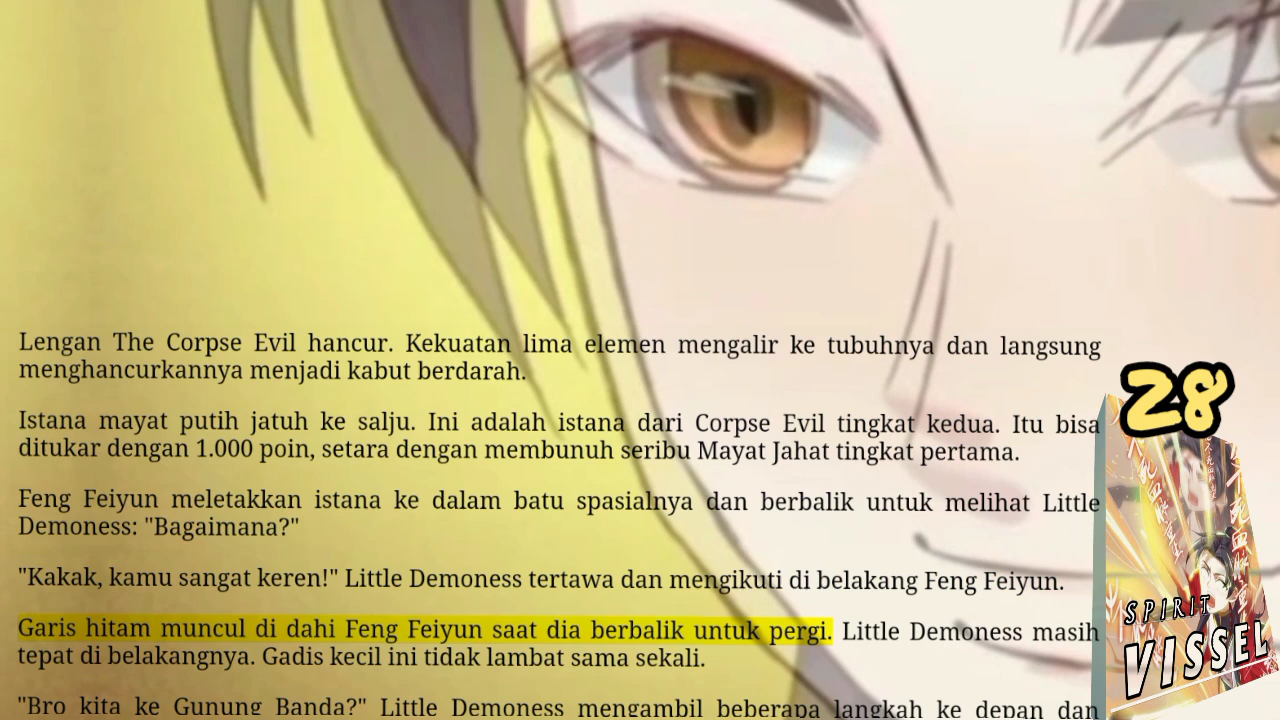 Lengan The Corpse Evil hancur. Kekuatan lima elemen mengalir ke tubuhnya dan langsung
menghancurkannya menjadi kabut berdarah.
Istana mayat putih jatuh ke salju. Ini adalah istana dari Corpse Evil tingkat kedua. Itu bisa
ditukar dengan 1.000 poin, setara dengan membunuh seribu Mayat Jahat tingkat pertama.
Feng Feiyun meletakkan istana ke dalam batu spasialnya dan berbalik untuk melihat Little
Demoness: "Bagaimana?"
"Kakak, kamu sangat keren!" Little Demoness tertawa dan mengikuti di belakang Feng Feiyun.
Garis hitam muncul di dahi Feng Feiyun saat dia berbalik untuk pergi. Little Demoness masih
tepat di belakangnya. Gadis kecil ini tidak lambat sama sekali.
"Bro kita ke Gunung Banda?" Little Demoness mengambil beberapa langkah ke depan dan
28
SPIRIT
VISSEL